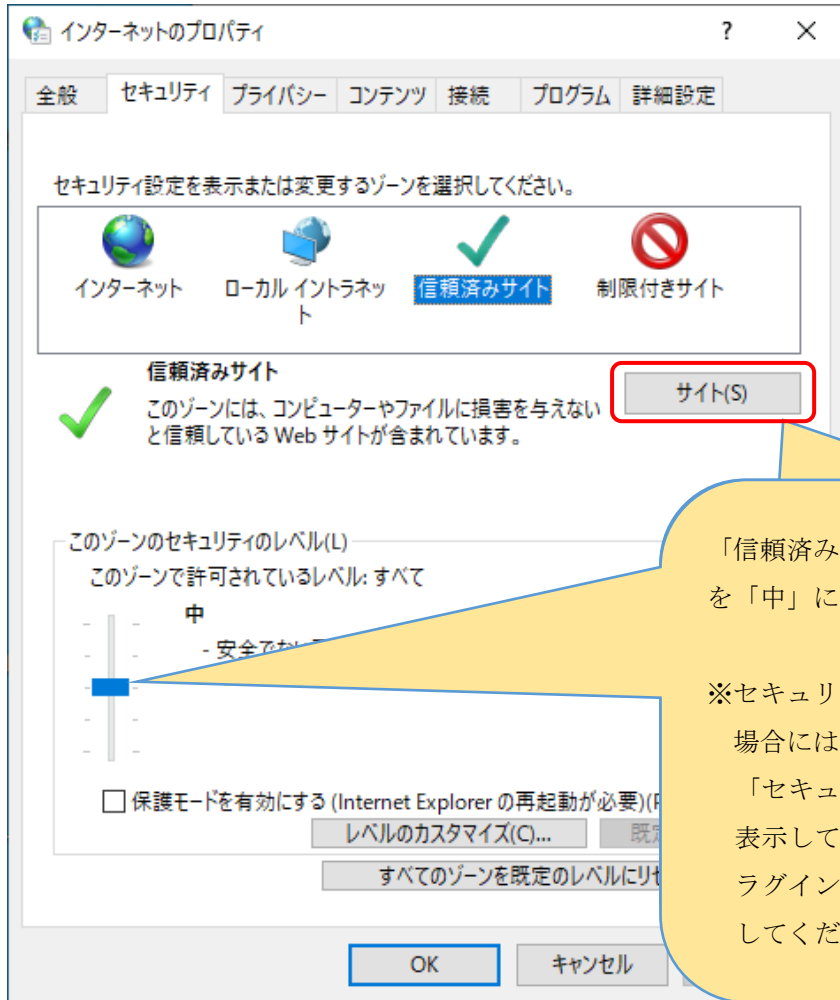 インターネットのプロパティ
?
×
全般 セキュリティ プライバシー コンテンツ 接続 プログラム 詳細設定
セキュリティ設定を表示または変更するゾーンを選択してください。
インターネット
ローカル イントラネッ
ト
信頼済みサイト
制限付きサイト
信頼済みサイト
このゾーンには、コンピューターやファイルに損害を与えない
と信頼している Web サイトが含まれています。
サイト(S)
このゾーンのセキュリティのレベル(L)
このゾーンで許可されているレベル: すべて
中
- 安全でない
保護モードを有効にする (Internet Explorer の再起動が必要)(P
レベルのカスタマイズ(C)...
既定
すべてのゾーンを既定のレベルにリセ
OK
キャンセル
「信頼済み
を「中」に
※セキュリ
場合には
「セキュ
表示して
ラグイン
してくだ